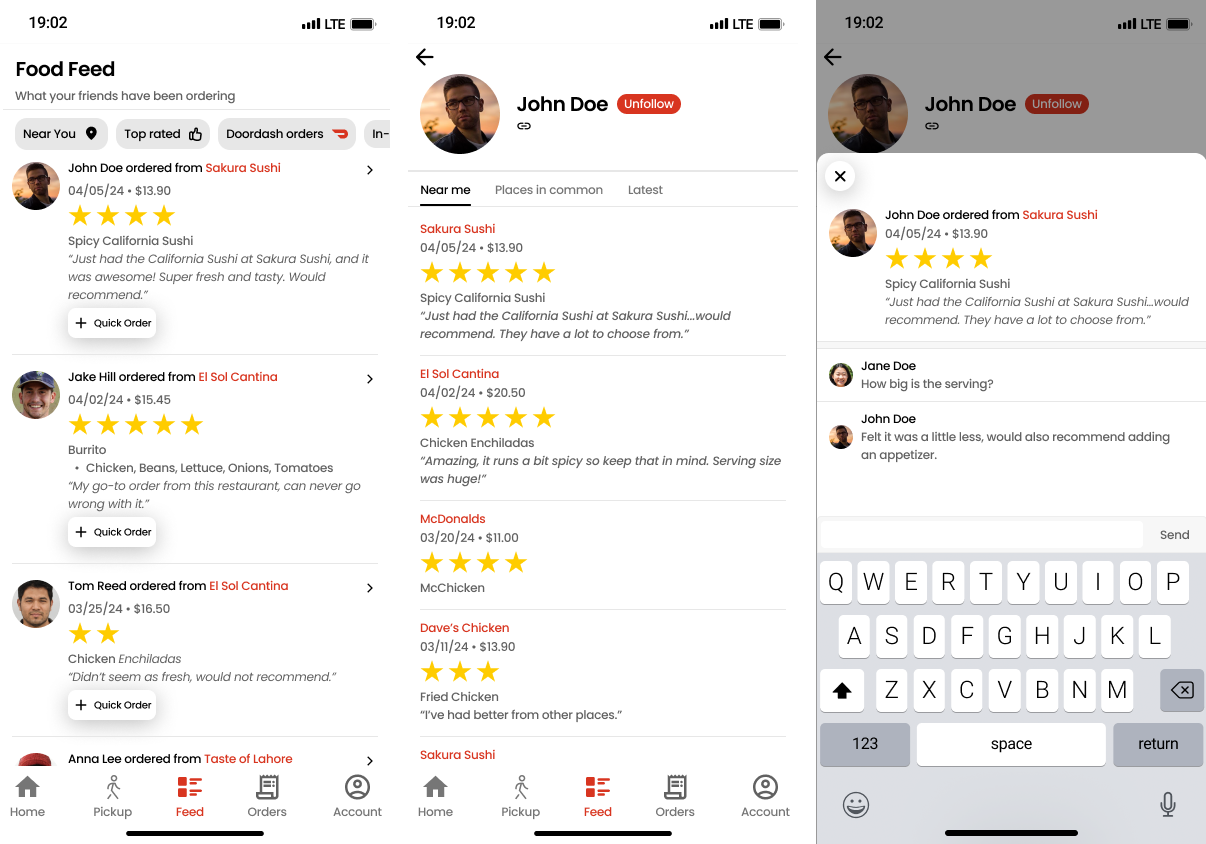 19:02
LTE
Food Feed
What your friends have been ordering
Near You
Top rated
Doordash orders
In-
John Doe ordered from Sakura Sushi
04/05/24 • $13.90
Spicy California Sushi
“Just had the California Sushi at Sakura Sushi, and it
was awesome! Super fresh and tasty. Would
recommend.”
+ Quick Order
Jake Hill ordered from El Sol Cantina
04/02/24 • $15.45
Burrito
• Chicken, Beans, Lettuce, Onions, Tomatoes
“My go-to order from this restaurant, can never go
wrong with it.”
+ Quick Order
Tom Reed ordered from El Sol Cantina
03/25/24 • $16.50
Chicken Enchiladas
“Didn’t seem as fresh, would not recommend.”
+ Quick Order
Anna Lee ordered from Taste of Lahore
Home
Pickup
Feed
Orders
Account
19:02
LTE
John Doe
Unfollow
Near me
Places in common
Latest
Sakura Sushi
04/05/24 • $13.90
Spicy California Sushi
“Just had the California Sushi at Sakura Sushi...would
recommend. They have a lot to choose from.“
El Sol Cantina
04/02/24 • $20.50
Chicken Enchiladas
“Amazing, it runs a bit spicy so keep that in mind. Serving size
was huge!”
McDonalds
03/20/24 • $11.00
McChicken
Dave’s Chicken
03/11/24 • $13.90
Fried Chicken
“I’ve had better from other places.”
Sakura Sushi
Home
Pickup
Feed
Orders
Account
19:02
LTE
John Doe
Unfollow
John Doe ordered from Sakura Sushi
04/05/24 • $13.90
Spicy California Sushi
“Just had the California Sushi at Sakura Sushi...would
recommend. They have a lot to choose from.”
Jane Doe
How big is the serving?
John Doe
Felt it was a little less, would also recommend adding
an appetizer.
Send
Q W E R T Y U I O P
A S D F G H J K L
Z X C V B N M
123
space
return